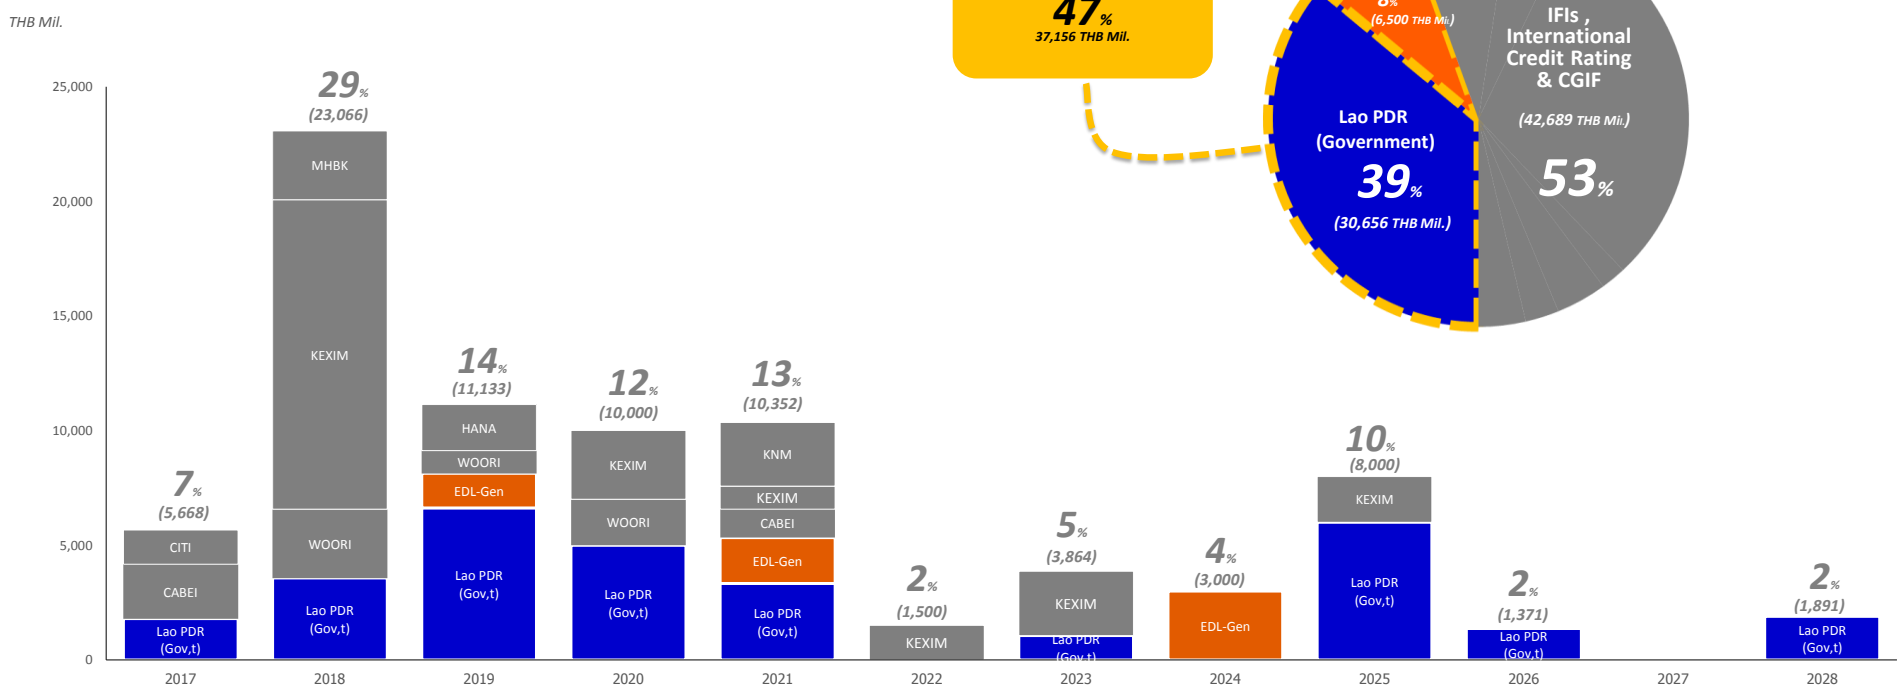 THB Mil.
47%
37,156 THB Mil.
8%
(6,500 THB Mil.)
IFIs ,
International
Credit Rating
& CGIF
(42,689 THB Mil.)
53%
Lao PDR
(Government)
39%
(30,656 THB Mil.)
25,000
20,000
15,000
10,000
5,000
0
7%
(5,668)
CITI
CABEI
Lao PDR
(Gov,t)
29%
(23,066)
MHBK
KEXIM
WOORI
Lao PDR
(Gov,t)
14%
(11,133)
HANA
WOORI
EDL-Gen
Lao PDR
(Gov,t)
12%
(10,000)
KEXIM
WOORI
Lao PDR
(Gov,t)
13%
(10,352)
KNM
KEXIM
CABEI
EDL-Gen
Lao PDR
(Gov,t)
2%
(1,500)
KEXIM
5%
(3,864)
KEXIM
Lao PDR
(Gov,t)
4%
(3,000)
EDL-Gen
10%
(8,000)
KEXIM
Lao PDR
(Gov,t)
2%
(1,371)
Lao PDR
(Gov,t)
2%
(1,891)
Lao PDR
(Gov,t)
2017
2018
2019
2020
2021
2022
2023
2024
2025
2026
2027
2028